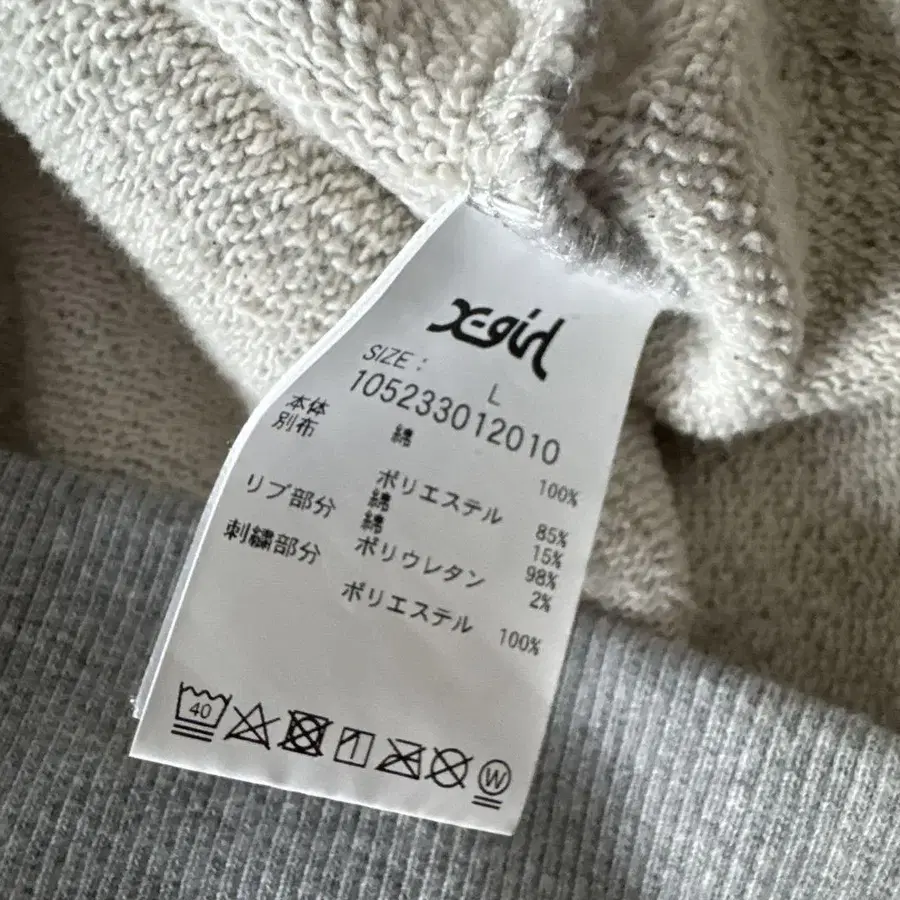 X-girl
SIZE : L
105233012010
本体 綿 100%
別布 ポリエステル 85%
綿 15%
リブ部分 綿 98%
ポリウレタン 2%
刺繍部分 ポリエステル 100%
40
W